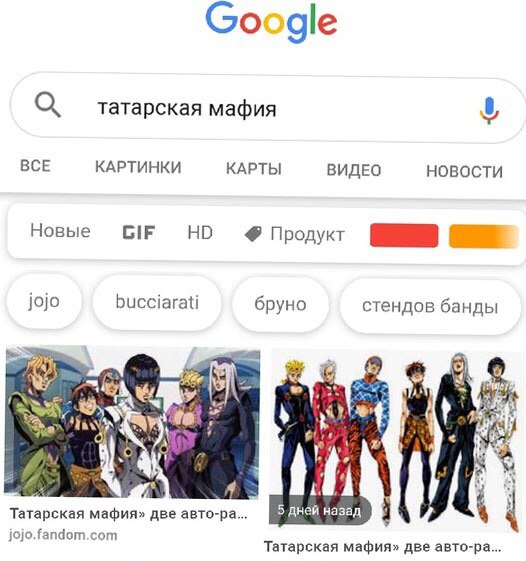 Google
татарская мафия
ВСЕ КАРТИНКИ КАРТЫ ВИДЕО НОВОСТИ
Новые GIF HD Продукт
jojo bucciarati бруно стендов банды
5 дней назад
Татарская мафия» две авто-ра...
jojo.fandom.com
Татарская мафия» две авто-ра...